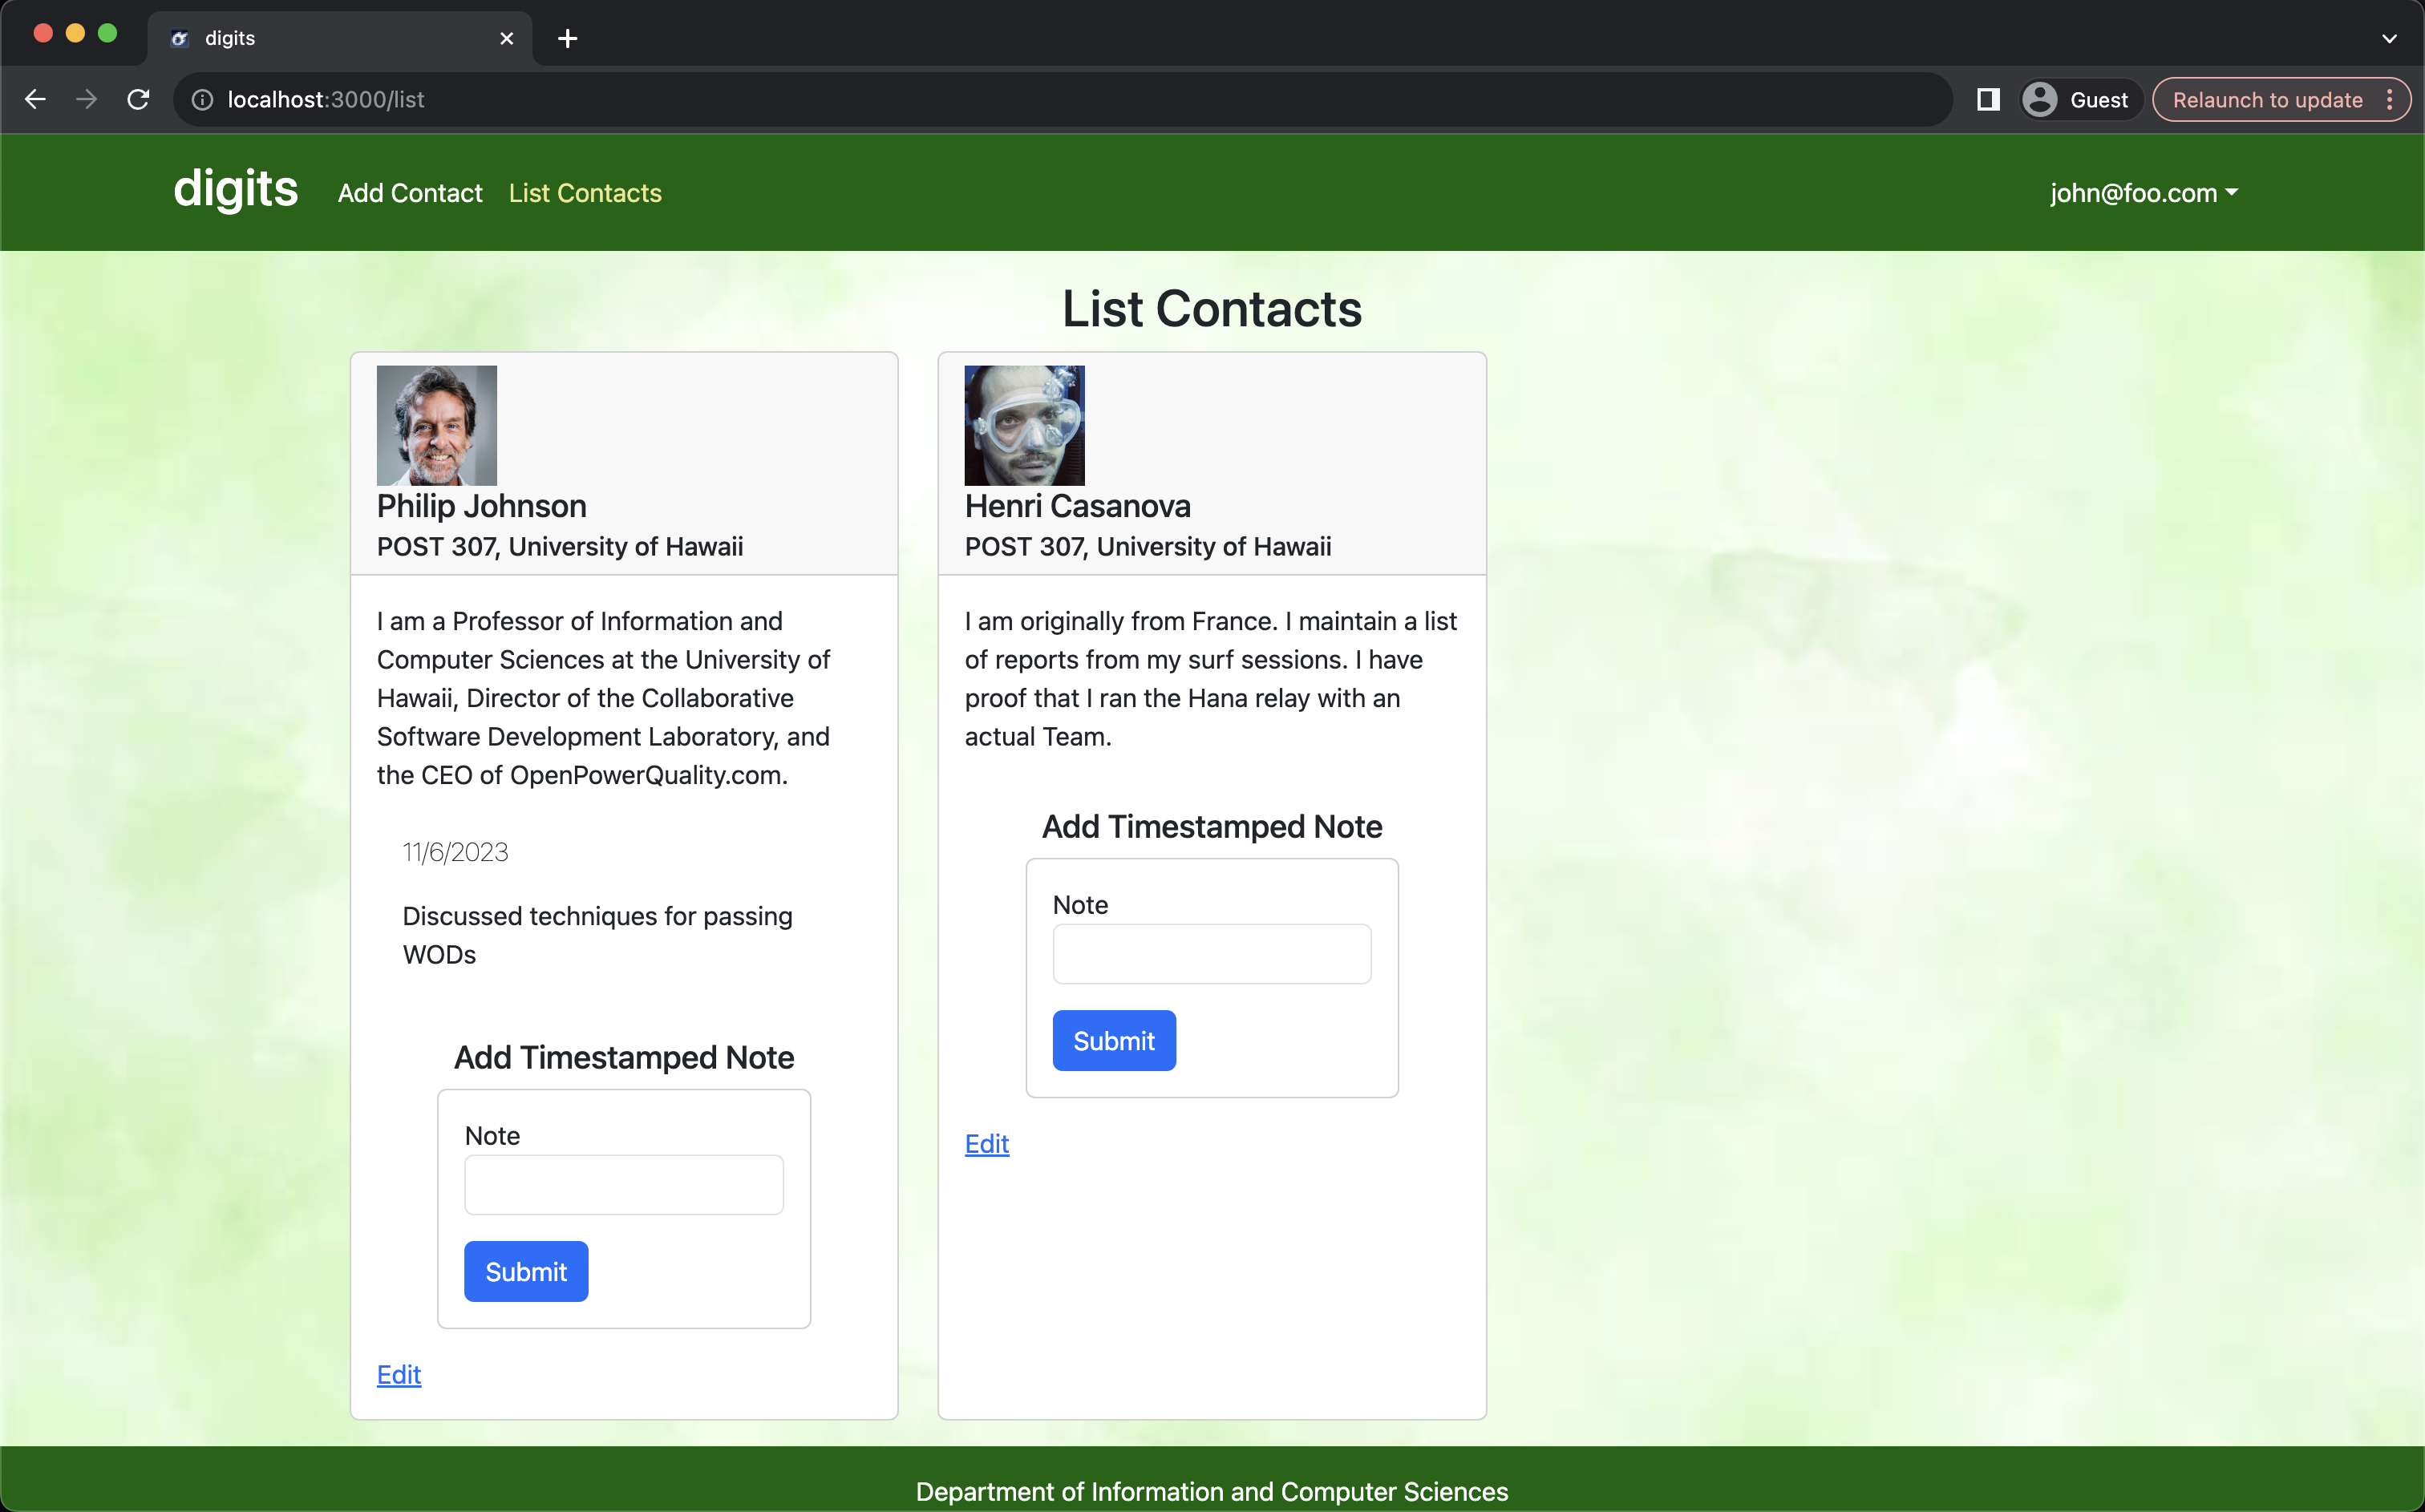 digits
localhost:3000/list
Guest
Relaunch to update
digits
Add Contact
List Contacts
john@foo.com
List Contacts
Philip Johnson
POST 307, University of Hawaii
I am a Professor of Information and
Computer Sciences at the University of
Hawaii, Director of the Collaborative
Software Development Laboratory, and
the CEO of OpenPowerQuality.com.
11/6/2023
Discussed techniques for passing
WODs
Add Timestamped Note
Note
Submit
Edit
Henri Casanova
POST 307, University of Hawaii
I am originally from France. I maintain a list
of reports from my surf sessions. I have
proof that I ran the Hana relay with an
actual Team.
Add Timestamped Note
Note
Submit
Edit
Department of Information and Computer Sciences